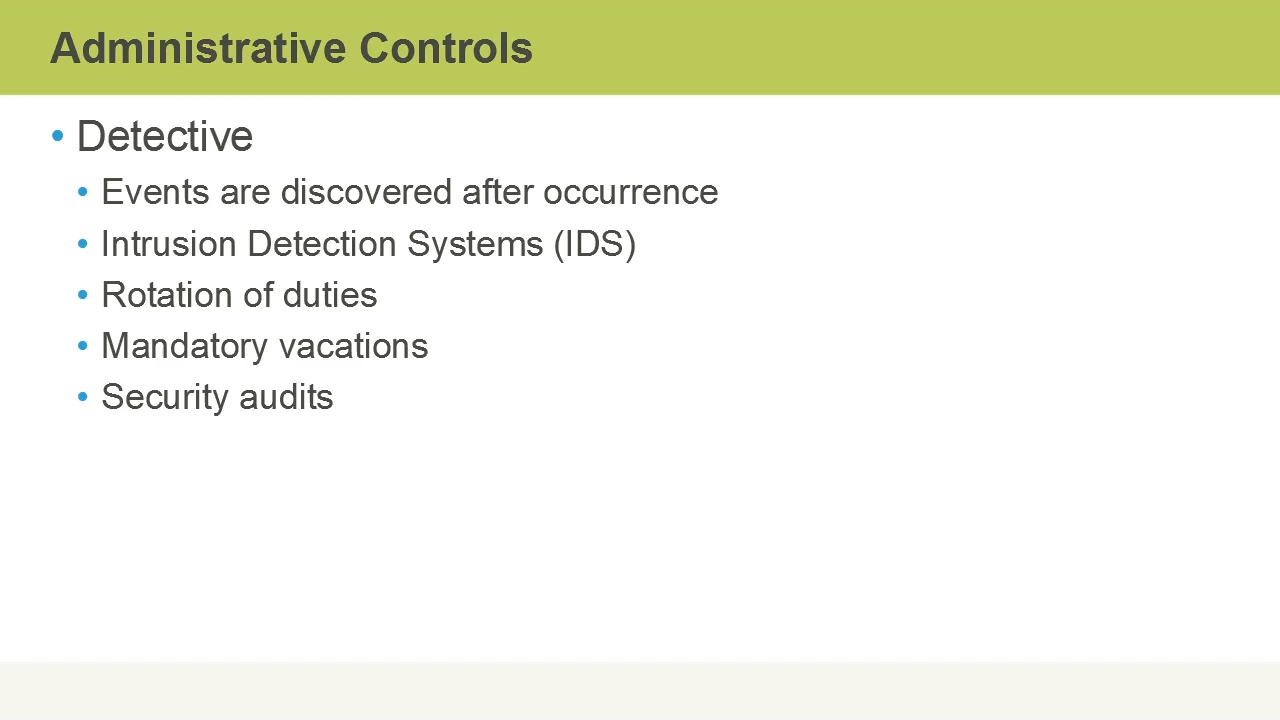 Administrative Controls
• Detective
• Events are discovered after occurrence
• Intrusion Detection Systems (IDS)
• Rotation of duties
• Mandatory vacations
• Security audits